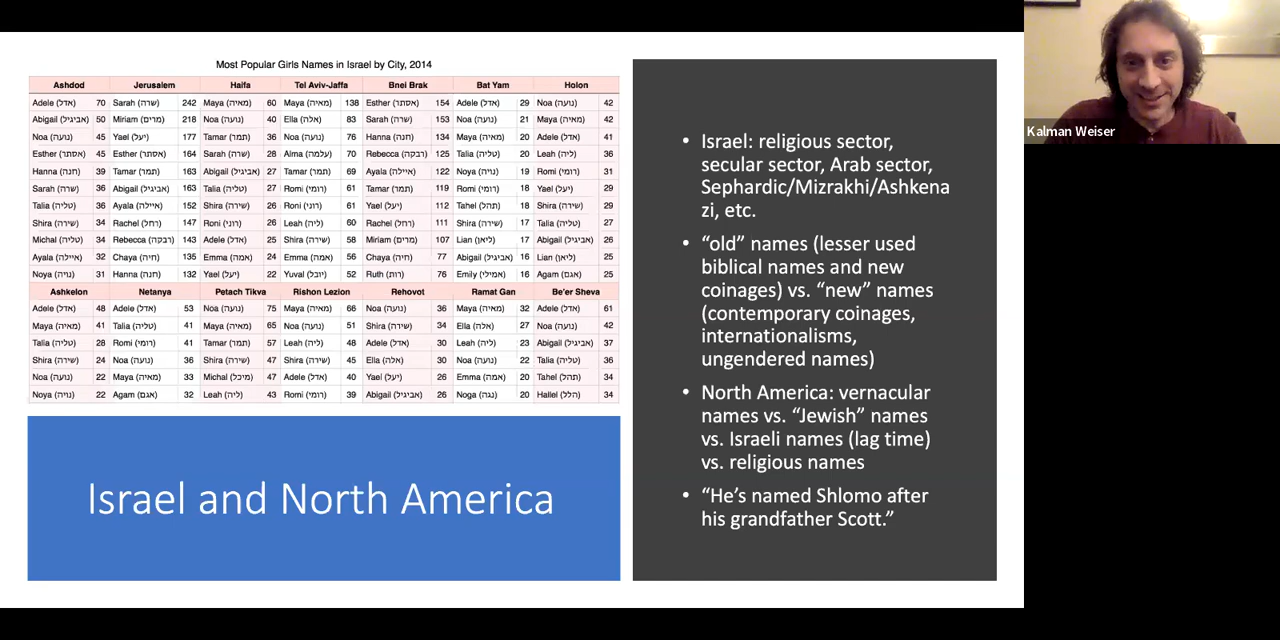 Most Popular Girls Names in Israel by City, 2014
Ashdod Jerusalem Haifa Tel Aviv-Jaffa Bnei Brak Bat Yam Holon
Adele (אדל) 70 Sarah (שרה) 242 Maya (מאיה) 60 Maya (מאיה) 138 Esther (אסתר) 154 Adele (אדל) 29 Noa (נועה) 42
Abigail (אביגיל) 50 Miriam (מרים) 218 Noa (נועה) 40 Ella (אלה) 83 Sarah (שרה) 153 Noa (נועה) 21 Maya (מאיה) 42
Noa (נועה) 45 Yael (יעל) 177 Tamar (תמר) 36 Noa (נועה) 76 Hanna (חנה) 134 Maya (מאיה) 20 Adele (אדל) 41
Esther (אסתר) 45 Esther (אסתר) 164 Sarah (שרה) 28 Alma (עלמה) 70 Rebecca (רבקה) 125 Talia (טליה) 20 Leah (ליה) 36
Hanna (חנה) 39 Tamar (תמר) 163 Abigail (אביגיל) 27 Tamar (תמר) 69 Ayala (איילה) 122 Noya (נויה) 19 Romi (רומי) 31
Sarah (שרה) 36 Abigail (אביגיל) 163 Talia (טליה) 27 Romi (רומי) 61 Tamar (תמר) 119 Romi (רומי) 18 Yael (יעל) 29
Talia (טליה) 36 Ayala (איילה) 152 Shira (שירה) 26 Roni (רוני) 61 Yael (יעל) 112 Tahel (תהל) 18 Shira (שירה) 29
Shira (שירה) 34 Rachel (רחל) 147 Roni (רוני) 26 Leah (ליה) 60 Rachel (רחל) 111 Shira (שירה) 17 Talia (טליה) 27
Michal (טליה) 34 Rebecca (רבקה) 143 Adele (אדל) 25 Shira (שירה) 58 Miriam (מרים) 107 Lian (ליאן) 17 Abigail (אביגיל) 26
Ayala (איילה) 32 Chaya (חיה) 135 Emma (אמה) 24 Emma (אמה) 56 Chaya (חיה) 77 Abigail (אביגיל) 16 Lian (ליאן) 25
Noya (נויה) 31 Hanna (חנה) 132 Yael (יעל) 22 Yuval (יובל) 52 Ruth (רות) 76 Emily (אמילי) 16 Agam (אגם) 25
Ashkelon Netanya Petach Tikva Rishon Lezion Rehovot Ramat Gan Be'er Sheva
Adele (אדל) 48 Adele (אדל) 53 Noa (נועה) 75 Maya (מאיה) 66 Noa (נועה) 36 Maya (מאיה) 32 Adele (אדל) 61
Maya (מאיה) 41 Talia (טליה) 41 Maya (מאיה) 65 Noa (נועה) 51 Shira (שירה) 34 Ella (אלה) 27 Noa (נועה) 42
Talia (טליה) 28 Romi (רומי) 41 Tamar (תמר) 57 Leah (ליה) 48 Adele (אדל) 30 Leah (ליה) 23 Abigail (אביגיל) 37
Shira (שירה) 24 Noa (נועה) 36 Shira (שירה) 47 Shira (שירה) 45 Ella (אלה) 30 Noa (נועה) 22 Talia (טליה) 36
Noa (נועה) 22 Maya (מאיה) 33 Michal (מיכל) 47 Adele (אדל) 40 Yael (יעל) 26 Emma (אמה) 20 Tahel (תהל) 34
Noya (נויה) 22 Agam (אגם) 32 Leah (ליה) 43 Romi (רומי) 39 Abigail (אביגיל) 26 Noga (נגה) 20 Hallel (הלל) 34
Israel and North America
• Israel: religious sector,
secular sector, Arab sector,
Sephardic/Mizrakhi/Ashkena
zi, etc.
• “old” names (lesser used
biblical names and new
coinages) vs. “new” names
(contemporary coinages,
internationalisms,
ungendered names)
• North America: vernacular
names vs. “Jewish” names
vs. Israeli names (lag time)
vs. religious names
• “He’s named Shlomo after
his grandfather Scott.”
Kalman Weiser